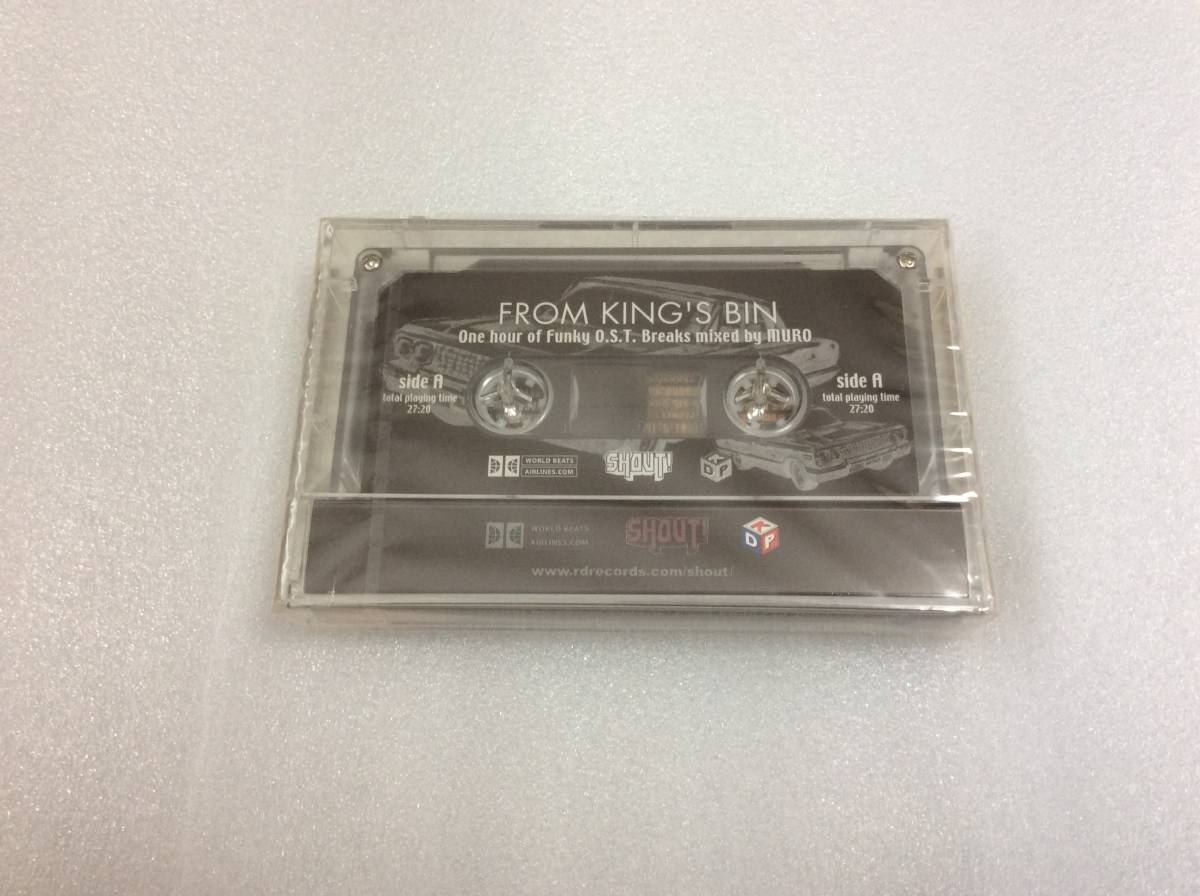 FROM KING'S BIN
One hour of Funky O.S.T. Breaks mixed by MURO
side A
total playing time
27:20
side A
total playing time
27:20
WORLD BEATS
AIRLINES.COM
SHOUT!
K
D P
WORLD BEATS
AIRLINES.COM
SHOUT!
K
D P
www.rdrecords.com/shout/